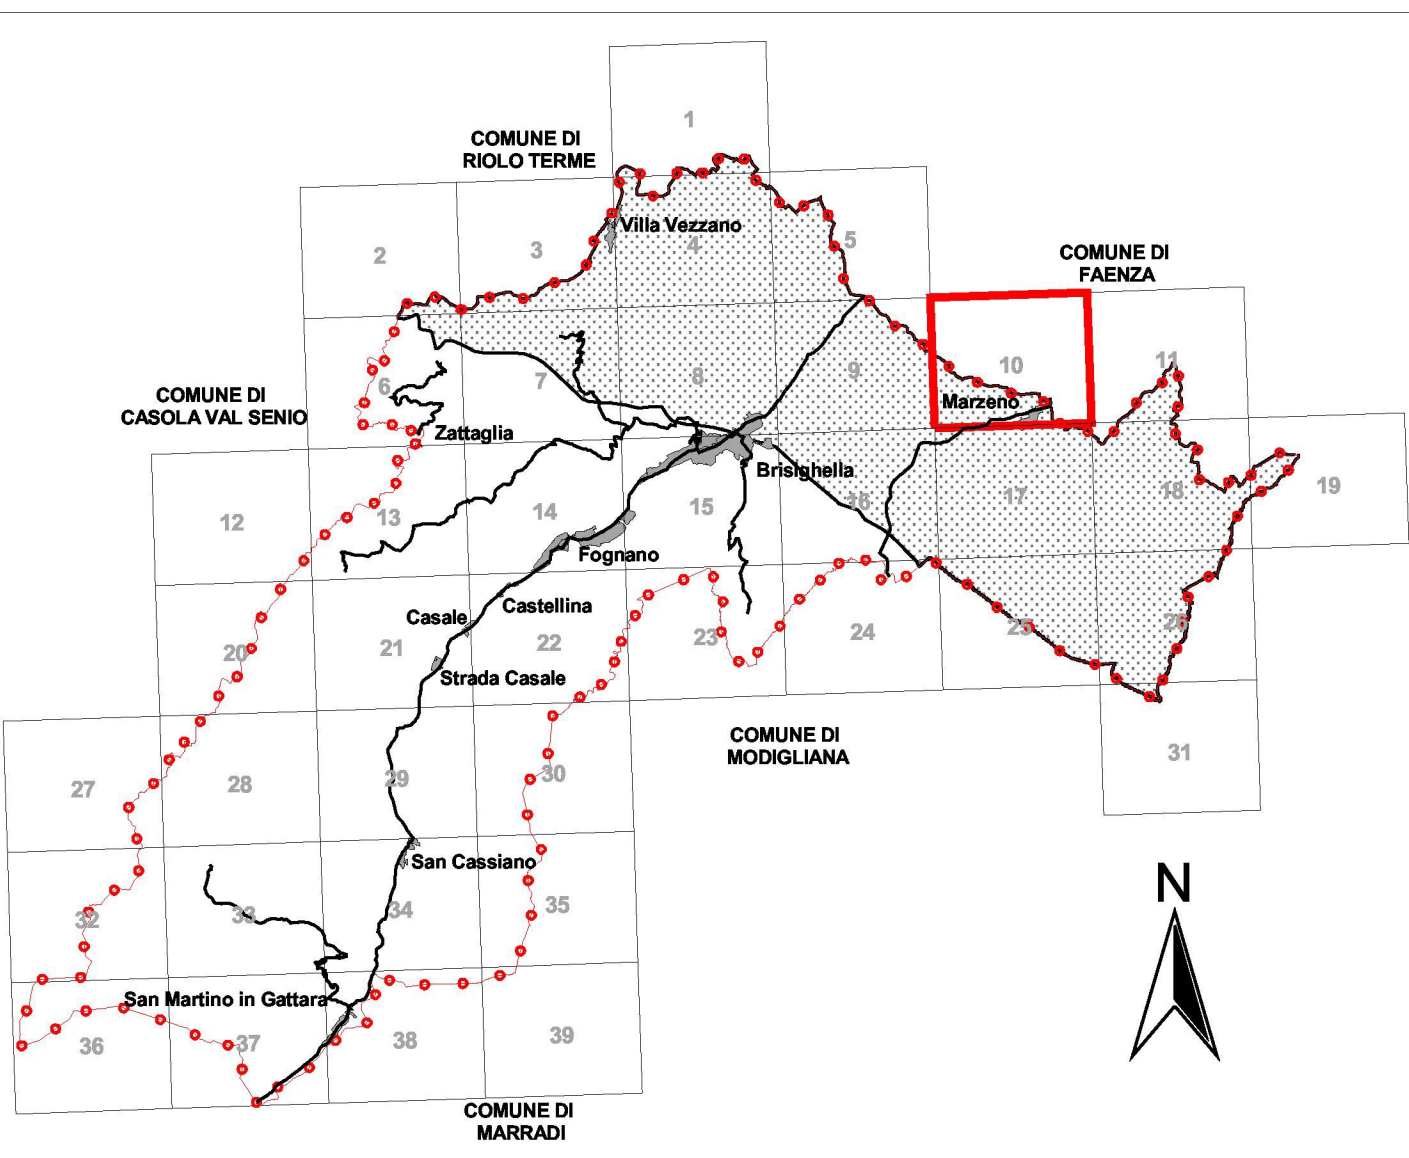 1
COMUNE DI
RIOLO TERME
Villa Vezzano
2
3
4
5
COMUNE DI
FAENZA
COMUNE DI
CASOLA VAL SENIO
6
7
8
9
10
11
Marzeno
Zattaglia
Brisighella
12
13
14
15
16
17
18
19
Fognano
Castellina
Casale
20
21
22
23
24
25
26
Strada Casale
COMUNE DI
MODIGLIANA
27
28
29
30
31
San Cassiano
32
33
34
35
N
San Martino in Gattara
36
37
38
39
COMUNE DI
MARRADI